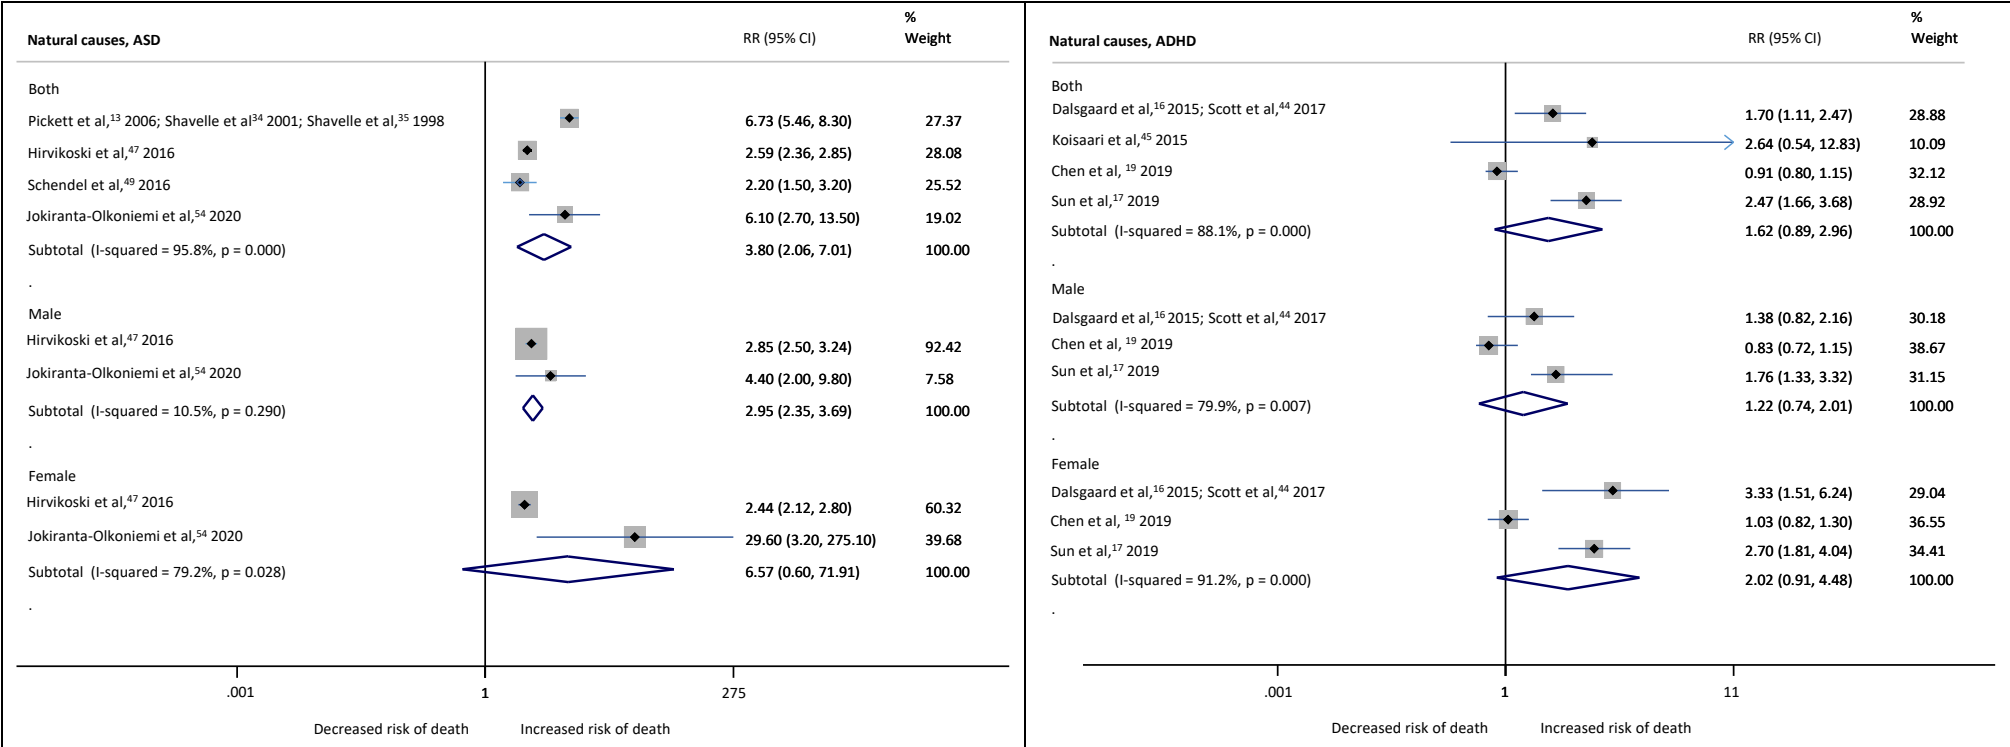 %
Natural causes, ASD RR (95% CI) Weight
Both
Pickett et al,13 2006; Shavelle et al34 2001; Shavelle et al,35 1998 6.73 (5.46, 8.30) 27.37
Hirvikoski et al,47 2016 2.59 (2.36, 2.85) 28.08
Schendel et al,49 2016 2.20 (1.50, 3.20) 25.52
Jokiranta-Olkoniemi et al,54 2020 6.10 (2.70, 13.50) 19.02
Subtotal (I-squared = 95.8%, p = 0.000) 3.80 (2.06, 7.01) 100.00
.
Male
Hirvikoski et al,47 2016 2.85 (2.50, 3.24) 92.42
Jokiranta-Olkoniemi et al,54 2020 4.40 (2.00, 9.80) 7.58
Subtotal (I-squared = 10.5%, p = 0.290) 2.95 (2.35, 3.69) 100.00
.
Female
Hirvikoski et al,47 2016 2.44 (2.12, 2.80) 60.32
Jokiranta-Olkoniemi et al,54 2020 29.60 (3.20, 275.10) 39.68
Subtotal (I-squared = 79.2%, p = 0.028) 6.57 (0.60, 71.91) 100.00
.
.001 1 275
Decreased risk of death Increased risk of death
%
Natural causes, ADHD RR (95% CI) Weight
Both
Dalsgaard et al,16 2015; Scott et al,44 2017 1.70 (1.11, 2.47) 28.88
Koisaari et al,45 2015 2.64 (0.54, 12.83) 10.09
Chen et al, 19 2019 0.91 (0.80, 1.15) 32.12
Sun et al,17 2019 2.47 (1.66, 3.68) 28.92
Subtotal (I-squared = 88.1%, p = 0.000) 1.62 (0.89, 2.96) 100.00
.
Male
Dalsgaard et al,16 2015; Scott et al,44 2017 1.38 (0.82, 2.16) 30.18
Chen et al, 19 2019 0.83 (0.72, 1.15) 38.67
Sun et al,17 2019 1.76 (1.33, 3.32) 31.15
Subtotal (I-squared = 79.9%, p = 0.007) 1.22 (0.74, 2.01) 100.00
.
Female
Dalsgaard et al,16 2015; Scott et al,44 2017 3.33 (1.51, 6.24) 29.04
Chen et al, 19 2019 1.03 (0.82, 1.30) 36.55
Sun et al,17 2019 2.70 (1.81, 4.04) 34.41
Subtotal (I-squared = 91.2%, p = 0.000) 2.02 (0.91, 4.48) 100.00
.
.001 1 11
Decreased risk of death Increased risk of death